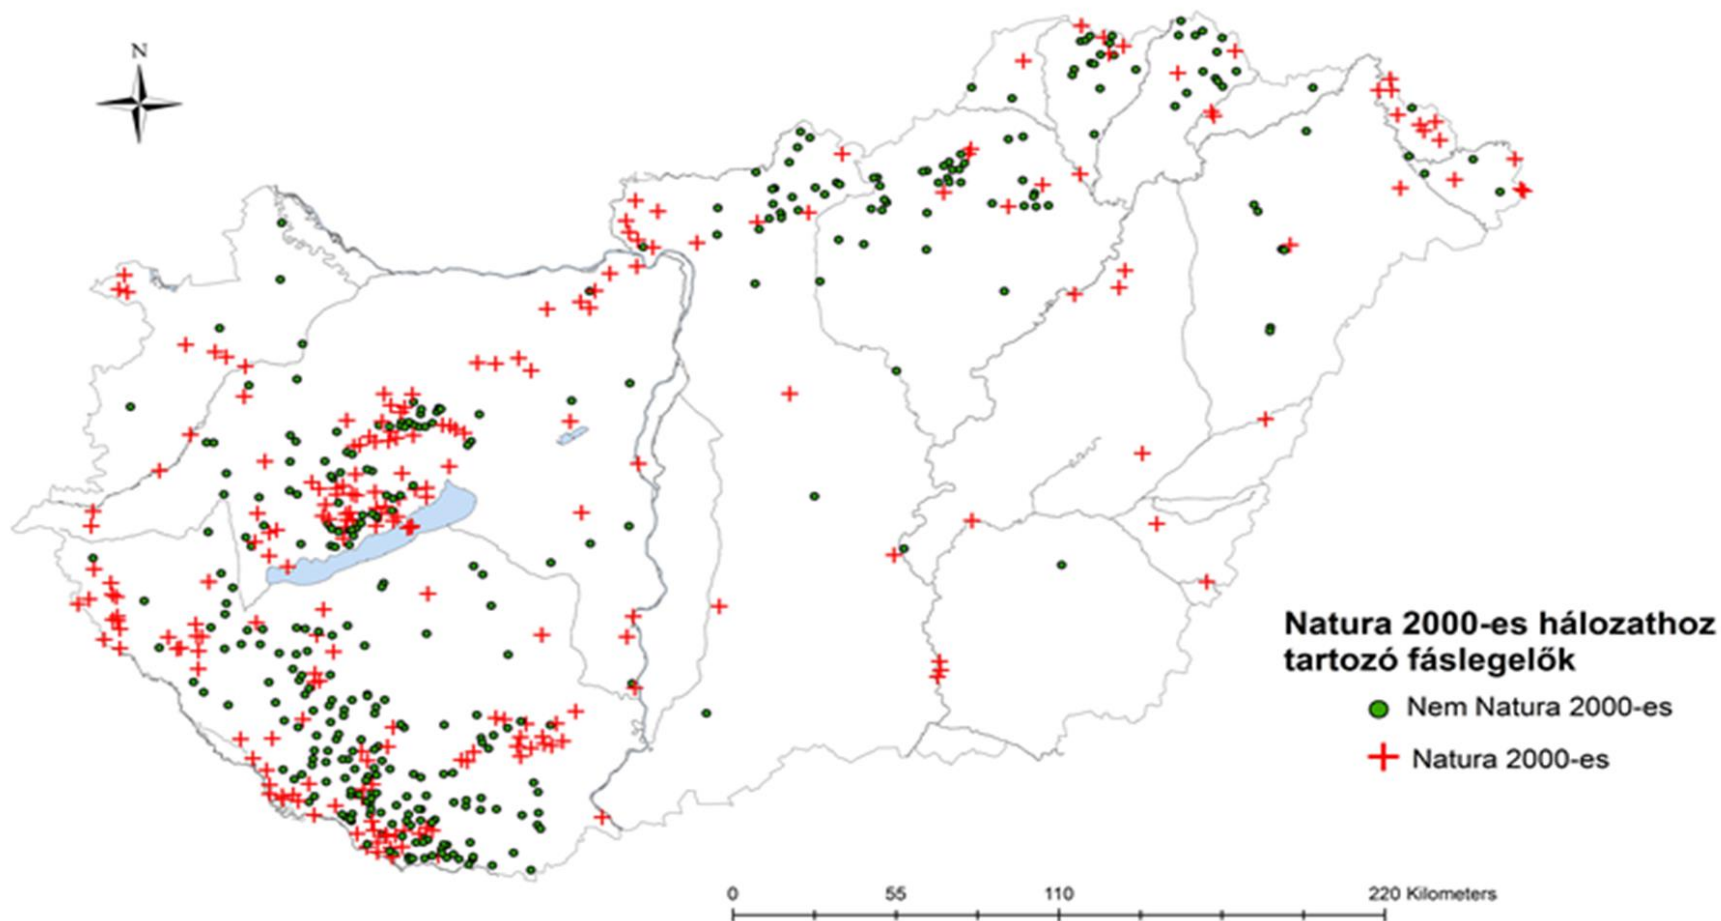 N
Natura 2000-es hálozathoz
tartozó fáslegelők
Nem Natura 2000-es
Natura 2000-es
0 55 110 220 Kilometers